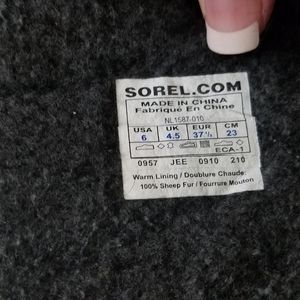 SOREL.COM
MADE IN CHINA
Fabriqué En Chine
NL1587-010
USA UK EUR CM
6 4.5 37½ 23
ECA-1
0957 JEE 0910 210
Warm Lining / Doublure Chaude:
100% Sheep Fur / Fourrure Mouton